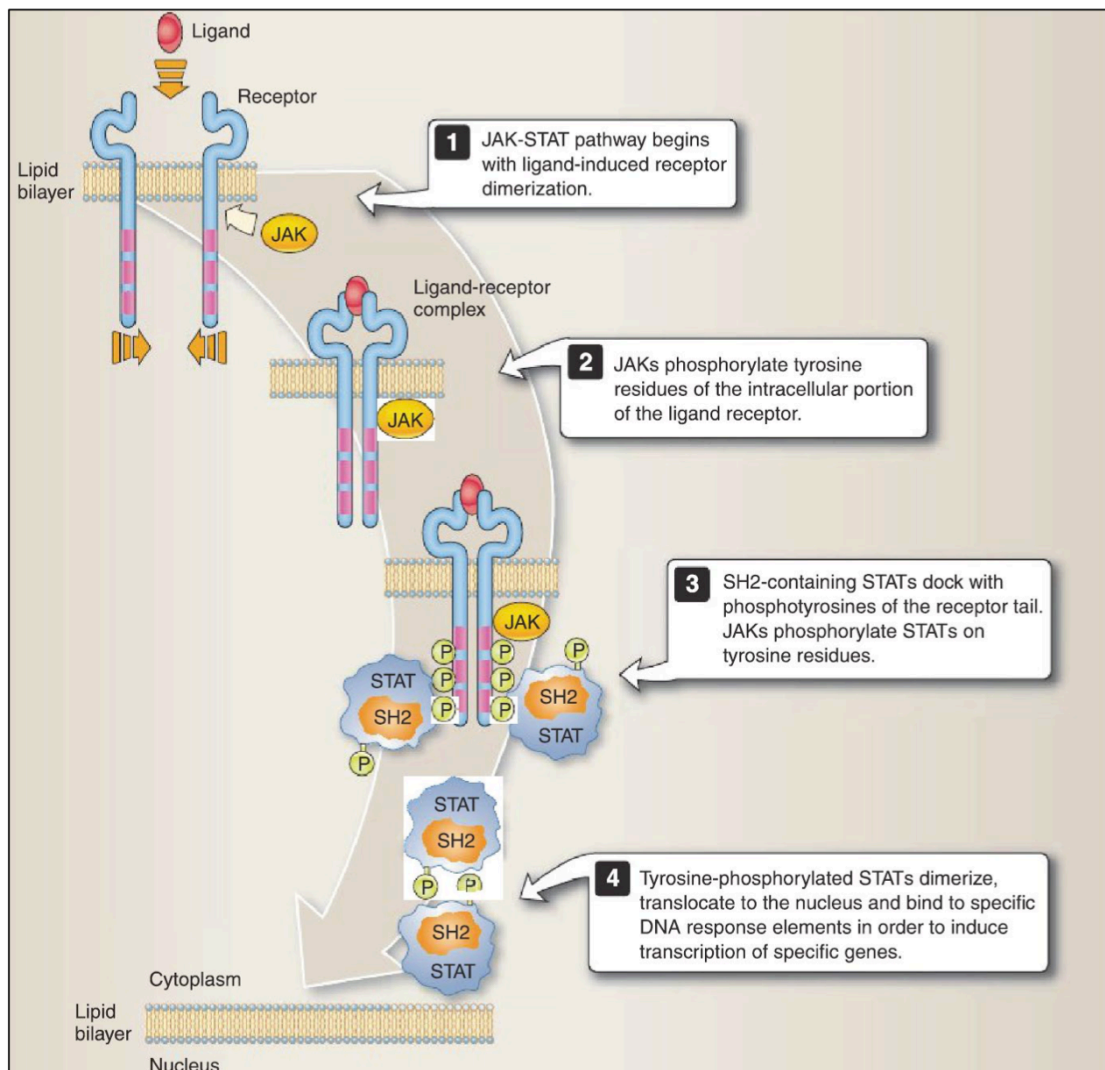 Ligand
Receptor
Lipid
bilayer
JAK
1 JAK-STAT pathway begins
with ligand-induced receptor
dimerization.
Ligand-receptor
complex
JAK
2 JAKs phosphorylate tyrosine
residues of the intracellular portion
of the ligand receptor.
JAK
P
P
P
P
P
P
P
STAT
SH2
P
SH2
STAT
3 SH2-containing STATs dock with
phosphotyrosines of the receptor tail.
JAKs phosphorylate STATs on
tyrosine residues.
STAT
SH2
P
P
SH2
STAT
4 Tyrosine-phosphorylated STATs dimerize,
translocate to the nucleus and bind to specific
DNA response elements in order to induce
transcription of specific genes.
Cytoplasm
Lipid
bilayer
Nucleus